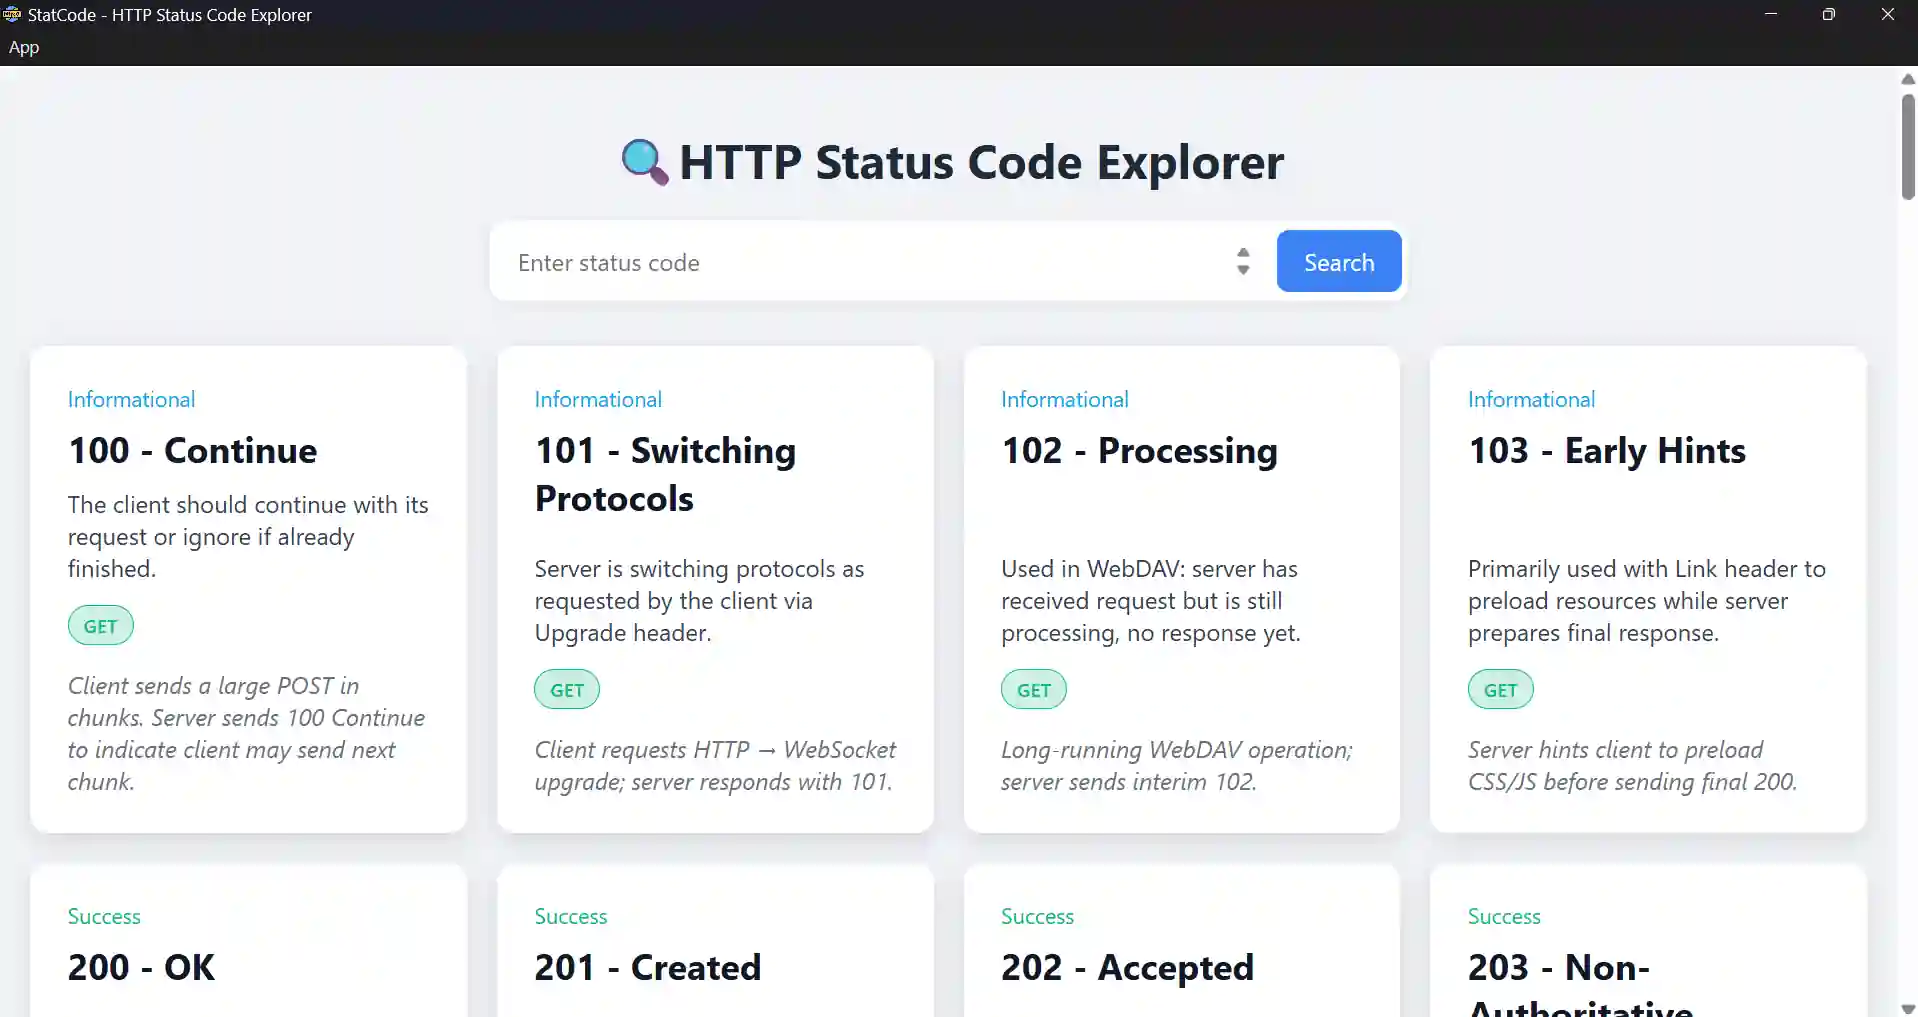 StatCode - HTTP Status Code Explorer
App
HTTP Status Code Explorer
Enter status code
Search
Informational
100 - Continue
The client should continue with its
request or ignore if already
finished.
GET
Client sends a large POST in
chunks. Server sends 100 Continue
to indicate client may send next
chunk.
Informational
101 - Switching
Protocols
Server is switching protocols as
requested by the client via
Upgrade header.
GET
Client requests HTTP → WebSocket
upgrade; server responds with 101.
Informational
102 - Processing
Used in WebDAV: server has
received request but is still
processing, no response yet.
GET
Long-running WebDAV operation;
server sends interim 102.
Informational
103 - Early Hints
Primarily used with Link header to
preload resources while server
prepares final response.
GET
Server hints client to preload
CSS/JS before sending final 200.
Success
200 - OK
Success
201 - Created
Success
202 - Accepted
Success
203 - Non-
Authoritative